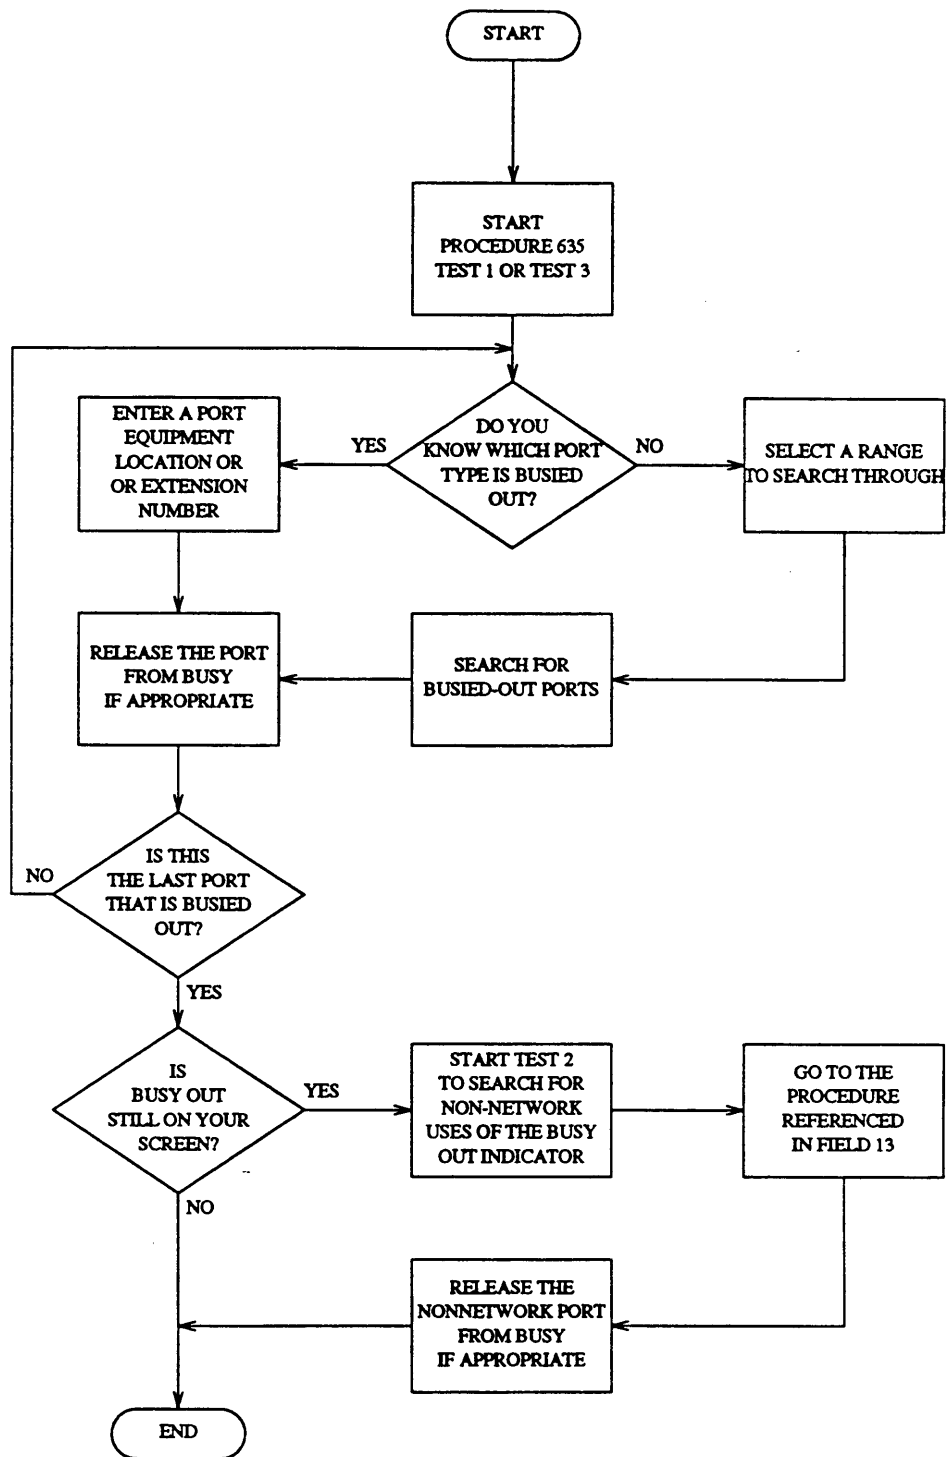 START
START
PROCEDURE 635
TEST 1 OR TEST 3
DO YOU
KNOW WHICH PORT
TYPE IS BUSIED
OUT?
YES
NO
ENTER A PORT
EQUIPMENT
LOCATION OR
OR EXTENSION
NUMBER
SELECT A RANGE
TO SEARCH THROUGH
RELEASE THE PORT
FROM BUSY
IF APPROPRIATE
SEARCH FOR
BUSIED-OUT PORTS
IS THIS
THE LAST PORT
THAT IS BUSIED
OUT?
NO
YES
IS
BUSY OUT
STILL ON YOUR
SCREEN?
YES
NO
START TEST 2
TO SEARCH FOR
NON-NETWORK
USES OF THE BUSY
OUT INDICATOR
GO TO THE
PROCEDURE
REFERENCED
IN FIELD 13
RELEASE THE
NONNETWORK PORT
FROM BUSY
IF APPROPRIATE
END